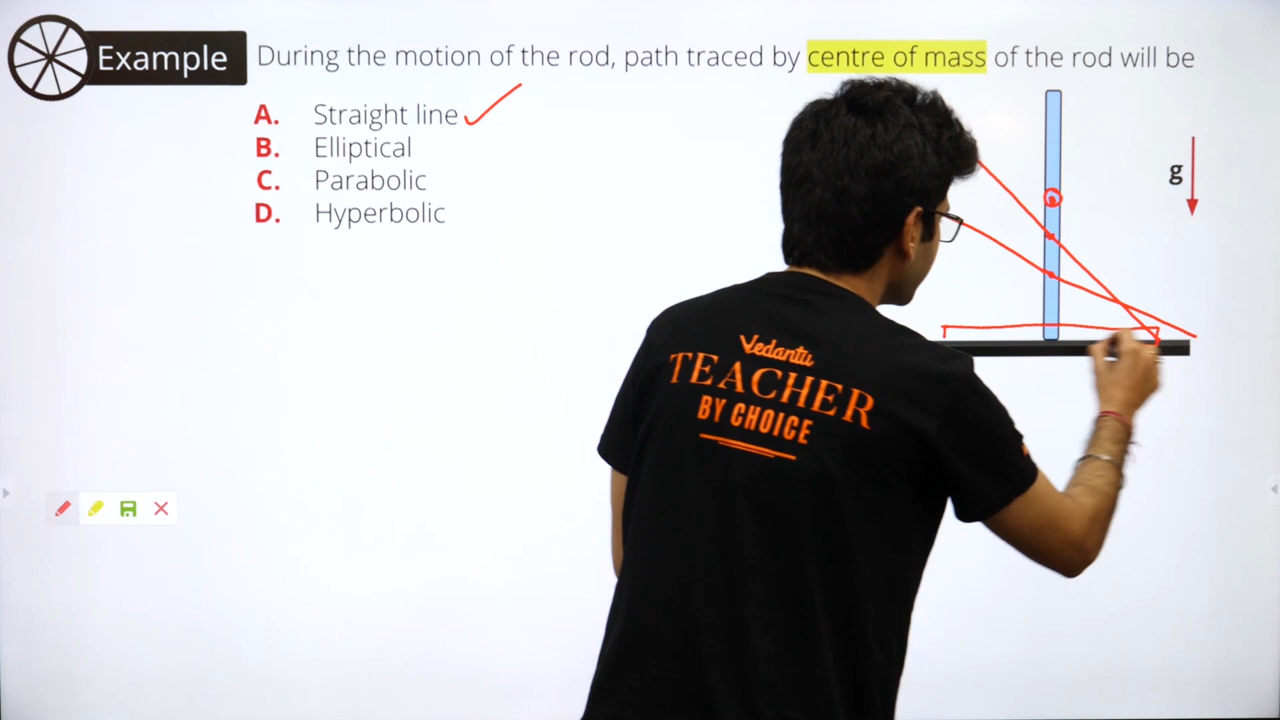 Example
During the motion of the rod, path traced by centre of mass of the rod will be
A. Straight line
B. Elliptical
C. Parabolic
D. Hyperbolic
g
Vedantu
TEACHER
BY CHOICE